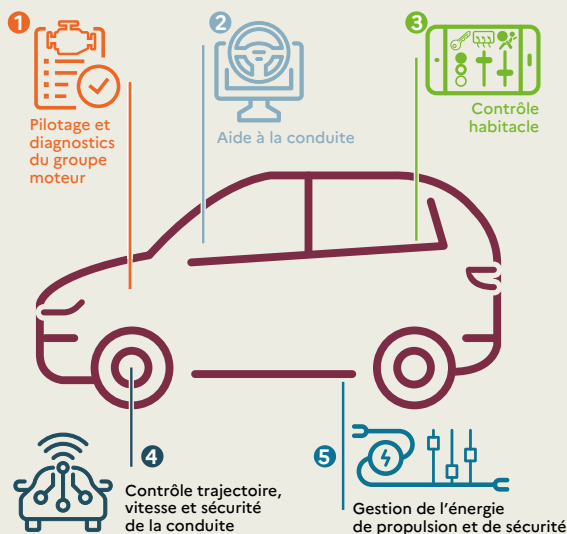 1
Pilotage et
diagnostics
du groupe
moteur
2
Aide à la conduite
3
Contrôle
habitacle
4
Contrôle trajectoire,
vitesse et sécurité
de la conduite
5
Gestion de l'énergie
de propulsion et de sécurité